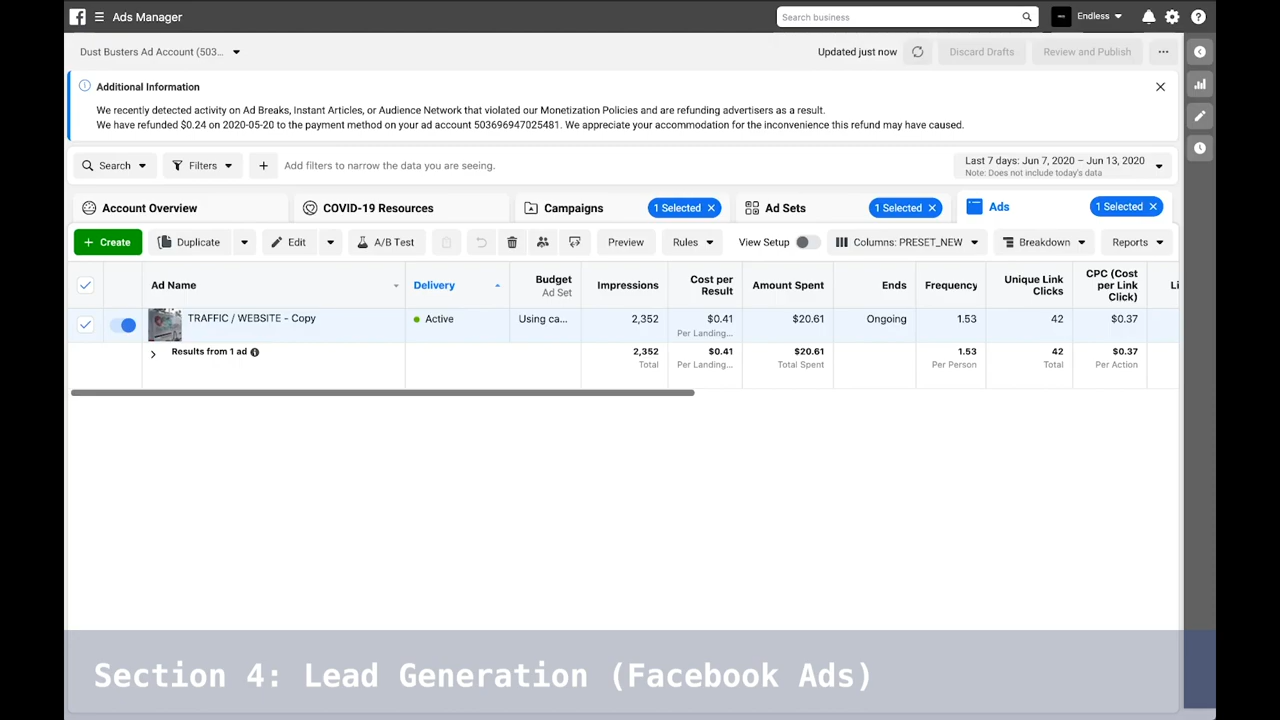 Ads Manager
Search business
Endless
Dust Busters Ad Account (503...
Updated just now
Discard Drafts
Review and Publish
Additional Information
We recently detected activity on Ad Breaks, Instant Articles, or Audience Network that violated our Monetization Policies and are refunding advertisers as a result.
We have refunded $0.24 on 2020-05-20 to the payment method on your ad account 503696947025481. We appreciate your accommodation for the inconvenience this refund may have caused.
Search
Filters
Add filters to narrow the data you are seeing.
Last 7 days: Jun 7, 2020 – Jun 13, 2020
Note: Does not include today's data
Account Overview
COVID-19 Resources
Campaigns
1 Selected
Ad Sets
1 Selected
Ads
1 Selected
+ Create
Duplicate
Edit
A/B Test
Preview
Rules
View Setup
Columns: PRESET_NEW
Breakdown
Reports
Ad Name
Delivery
Budget
Ad Set
Impressions
Cost per
Result
Amount Spent
Ends
Frequency
Unique Link
Clicks
CPC (Cost
per Link
Click)
Li
TRAFFIC / WEBSITE - Copy
Active
Using ca...
2,352
$0.41
Per Landing...
$20.61
Ongoing
1.53
42
$0.37
Results from 1 ad
2,352
Total
$0.41
Per Landing...
$20.61
Total Spent
1.53
Per Person
42
Total
$0.37
Per Action
Section 4: Lead Generation (Facebook Ads)